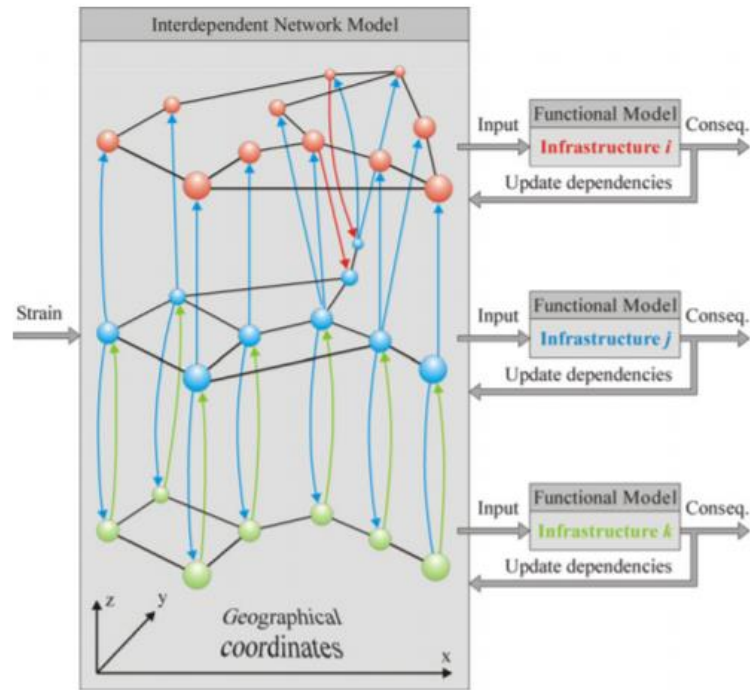 Interdependent Network Model
Strain
z
y
x
Geographical
coordinates
Input
Functional Model
Infrastructure i
Conseq.
Update dependencies
Input
Functional Model
Infrastructure j
Conseq.
Update dependencies
Input
Functional Model
Infrastructure k
Conseq.
Update dependencies